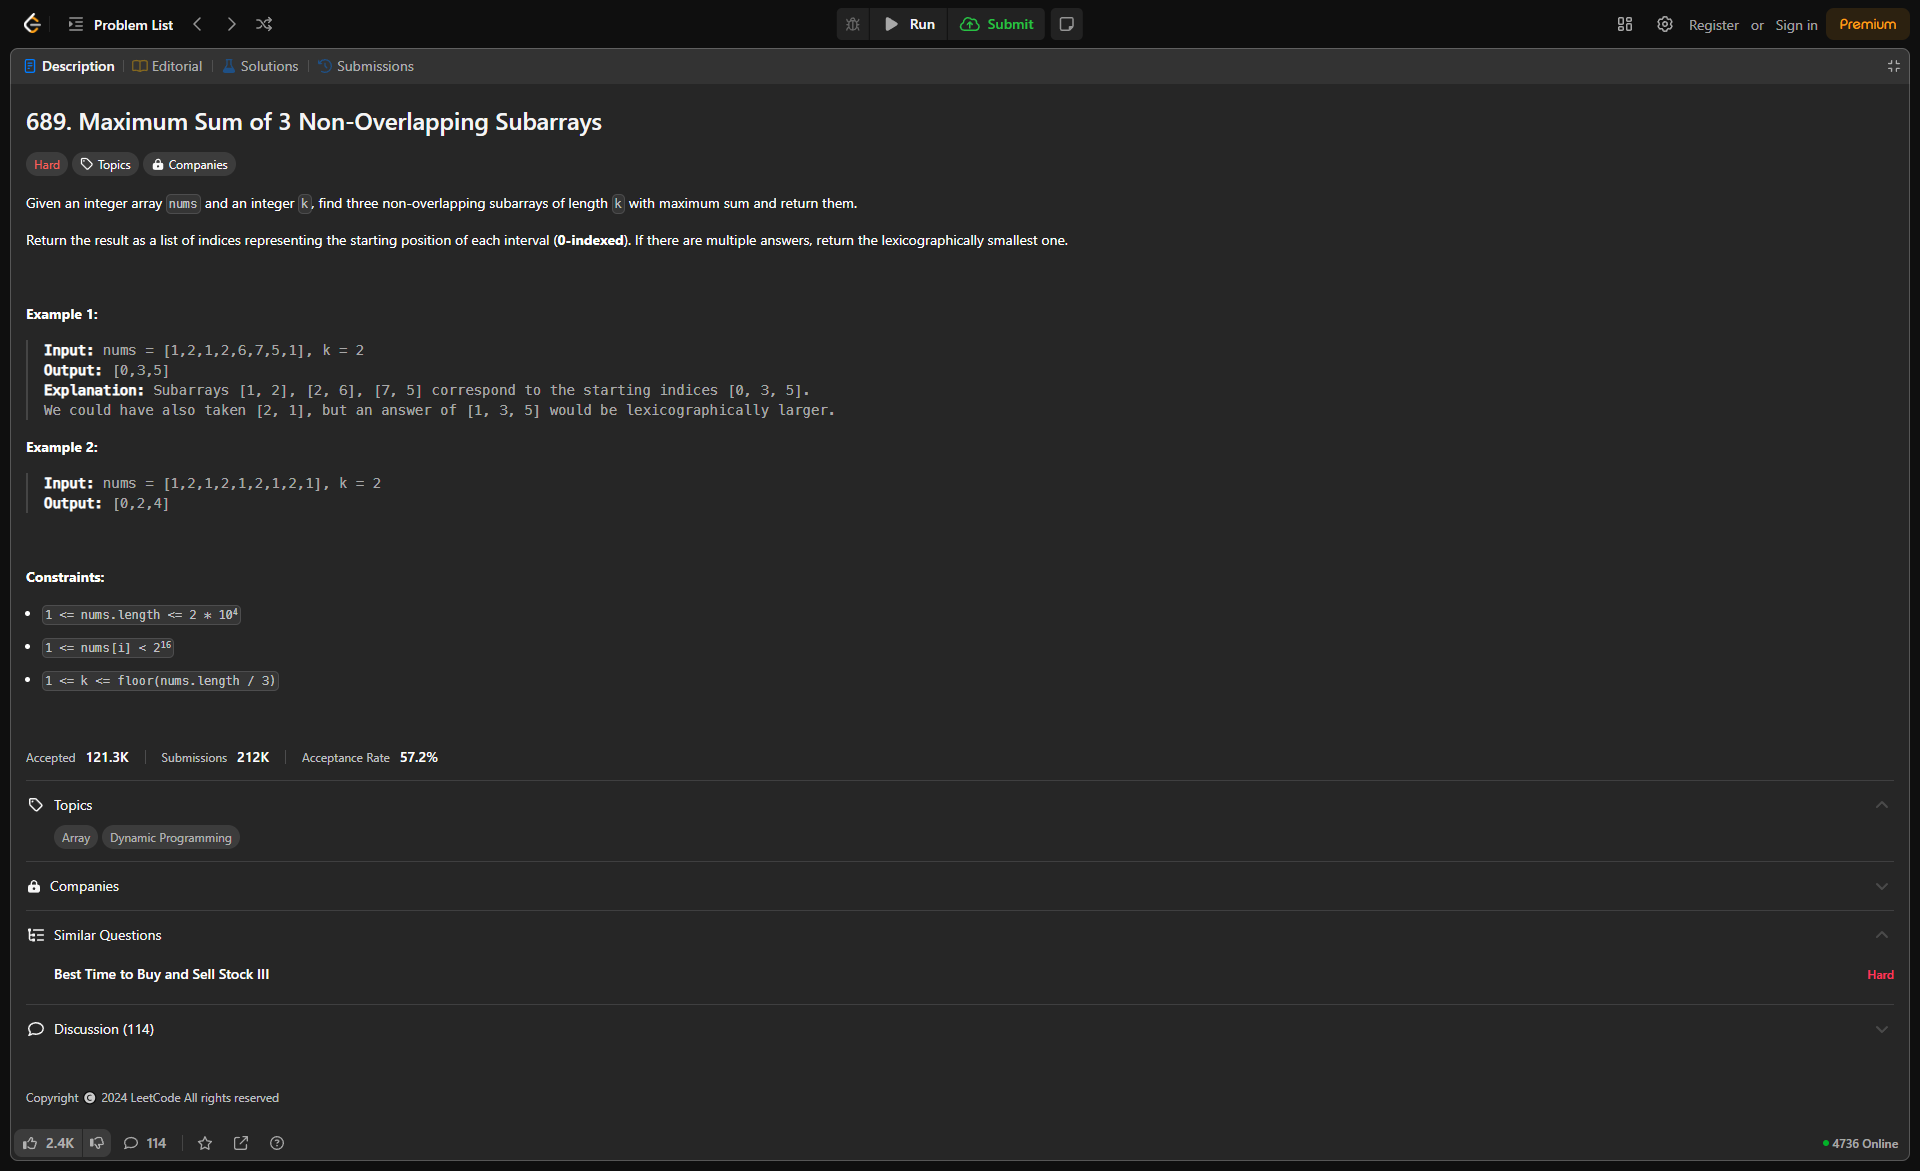 Problem List
Run
Submit
Register or Sign in
Premium
Description
Editorial
Solutions
Submissions
689. Maximum Sum of 3 Non-Overlapping Subarrays
Hard
Topics
Companies
Given an integer array nums and an integer k, find three non-overlapping subarrays of length k with maximum sum and return them.
Return the result as a list of indices representing the starting position of each interval (0-indexed). If there are multiple answers, return the lexicographically smallest one.
Example 1:
Input: nums = [1,2,1,2,6,7,5,1], k = 2
Output: [0,3,5]
Explanation: Subarrays [1, 2], [2, 6], [7, 5] correspond to the starting indices [0, 3, 5].
We could have also taken [2, 1], but an answer of [1, 3, 5] would be lexicographically larger.
Example 2:
Input: nums = [1,2,1,2,1,2,1,2,1], k = 2
Output: [0,2,4]
Constraints:
1 <= nums.length <= 2 * 10⁴
1 <= nums[i] < 2¹⁶
1 <= k <= floor(nums.length / 3)
Accepted 121.3K
Submissions 212K
Acceptance Rate 57.2%
Topics
Array
Dynamic Programming
Companies
Similar Questions
Best Time to Buy and Sell Stock III
Hard
Discussion (114)
Copyright © 2024 LeetCode All rights reserved
2.4K
114
4736 Online